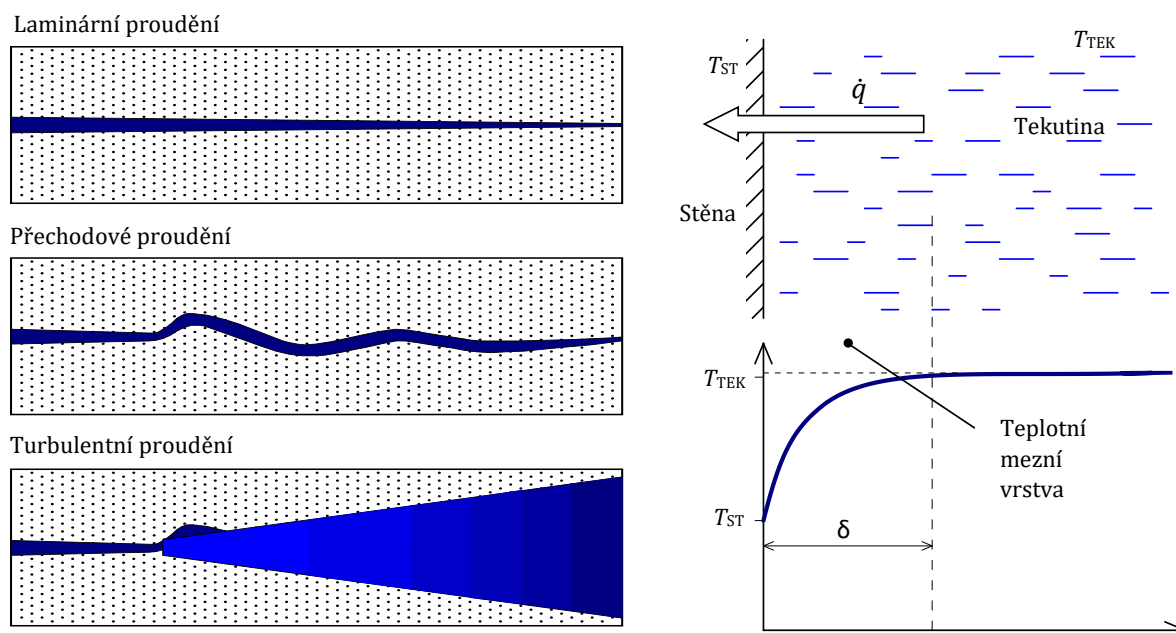 Laminární proudění
Přechodové proudění
Turbulentní proudění
T_TEK
T_ST
q̇
Tekutina
Stěna
T_TEK
Teplotní
mezní
vrstva
T_ST
δ